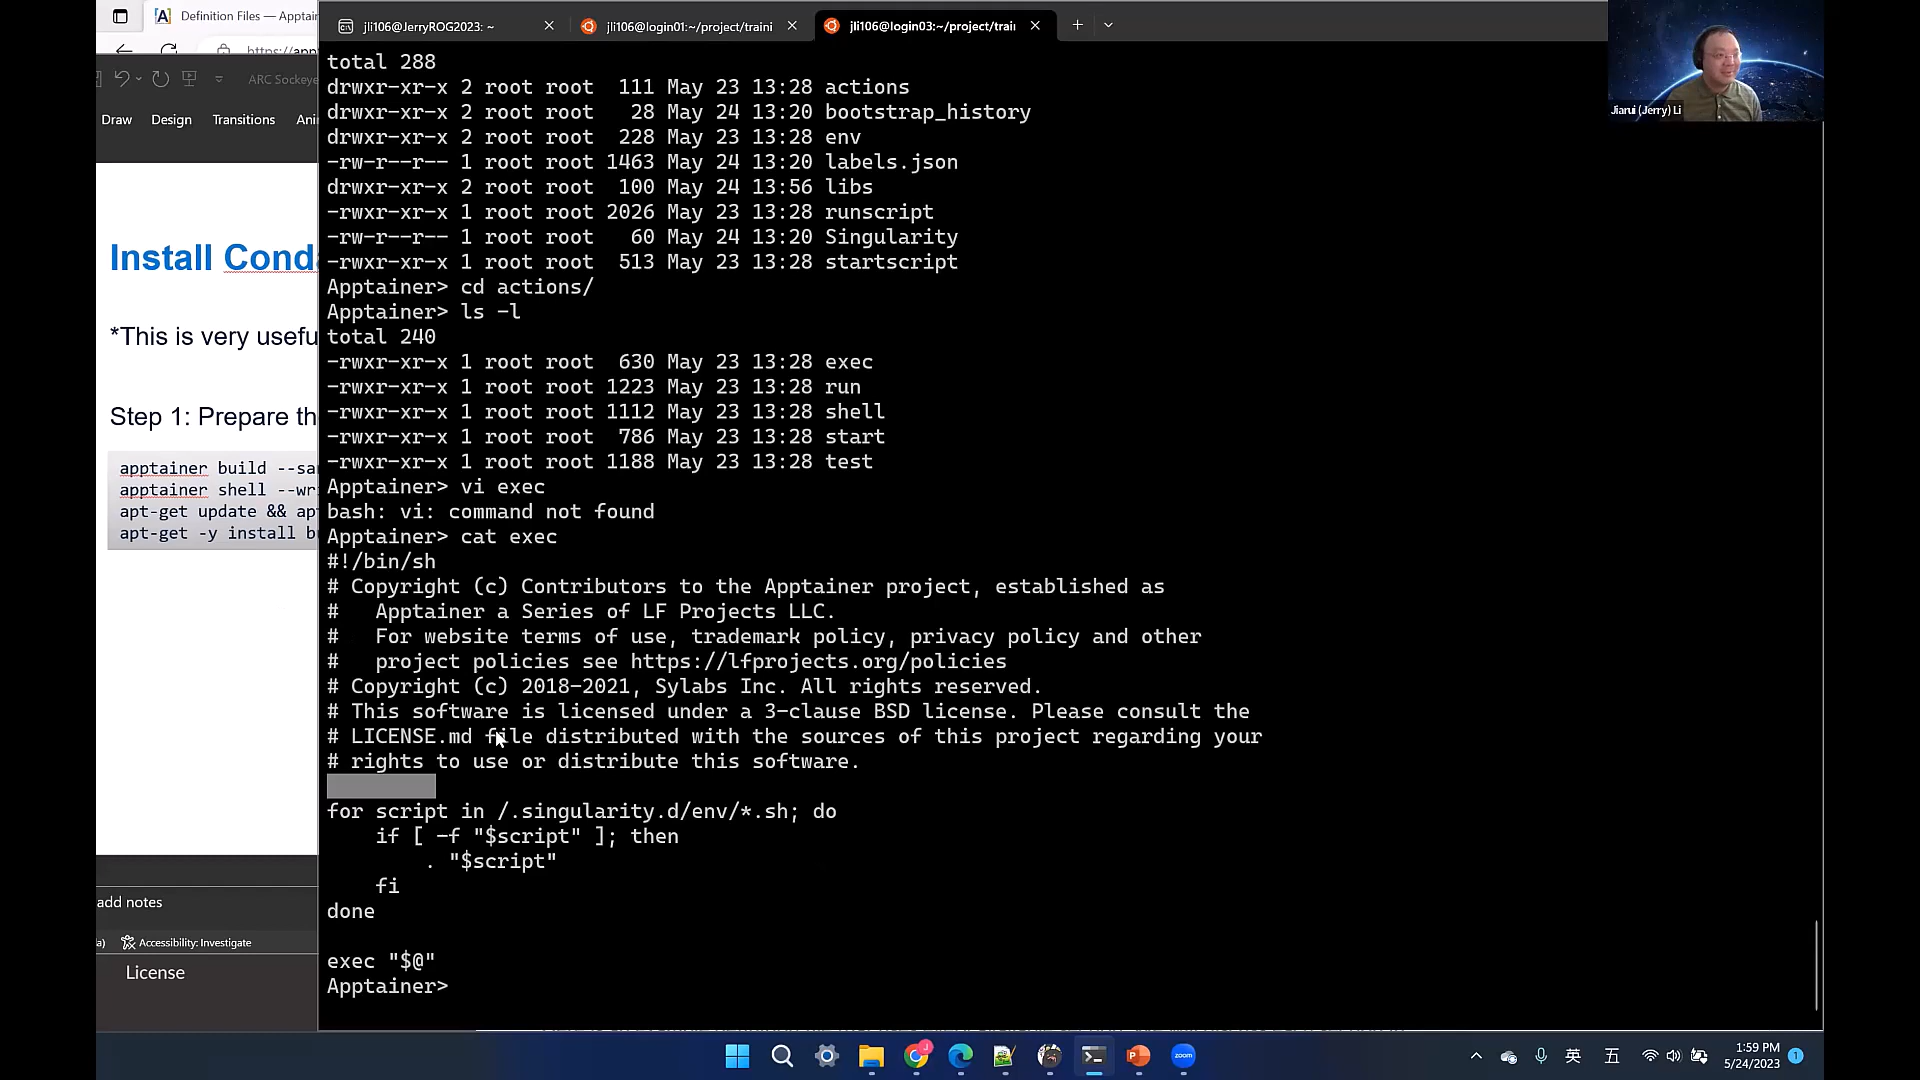 Definition Files — Apptain
https://app
ARC Sockeye
Draw Design Transitions Ani
Install Cond
*This is very usefu
Step 1: Prepare th
apptainer build --sa
apptainer shell --wr
apt-get update && ap
apt-get -y install b
add notes
Accessibility: Investigate
License
jli106@JerryROG2023: ~
jli106@login01:~/project/traini
jli106@login03:~/project/trair
total 288
drwxr-xr-x 2 root root 111 May 23 13:28 actions
drwxr-xr-x 2 root root 28 May 24 13:20 bootstrap_history
drwxr-xr-x 2 root root 228 May 23 13:28 env
-rw-r--r-- 1 root root 1463 May 24 13:20 labels.json
drwxr-xr-x 2 root root 100 May 24 13:56 libs
-rwxr-xr-x 1 root root 2026 May 23 13:28 runscript
-rw-r--r-- 1 root root 60 May 24 13:20 Singularity
-rwxr-xr-x 1 root root 513 May 23 13:28 startscript
Apptainer> cd actions/
Apptainer> ls -l
total 240
-rwxr-xr-x 1 root root 630 May 23 13:28 exec
-rwxr-xr-x 1 root root 1223 May 23 13:28 run
-rwxr-xr-x 1 root root 1112 May 23 13:28 shell
-rwxr-xr-x 1 root root 786 May 23 13:28 start
-rwxr-xr-x 1 root root 1188 May 23 13:28 test
Apptainer> vi exec
bash: vi: command not found
Apptainer> cat exec
#!/bin/sh
# Copyright (c) Contributors to the Apptainer project, established as
#   Apptainer a Series of LF Projects LLC.
#   For website terms of use, trademark policy, privacy policy and other
#   project policies see https://lfprojects.org/policies
# Copyright (c) 2018-2021, Sylabs Inc. All rights reserved.
# This software is licensed under a 3-clause BSD license. Please consult the
# LICENSE.md file distributed with the sources of this project regarding your
# rights to use or distribute this software.
for script in /.singularity.d/env/*.sh; do
    if [ -f "$script" ]; then
        . "$script"
    fi
done
exec "$@"
Apptainer>
Jiarui (Jerry) Li
zoom
英
五
1:59 PM
5/24/2023
1